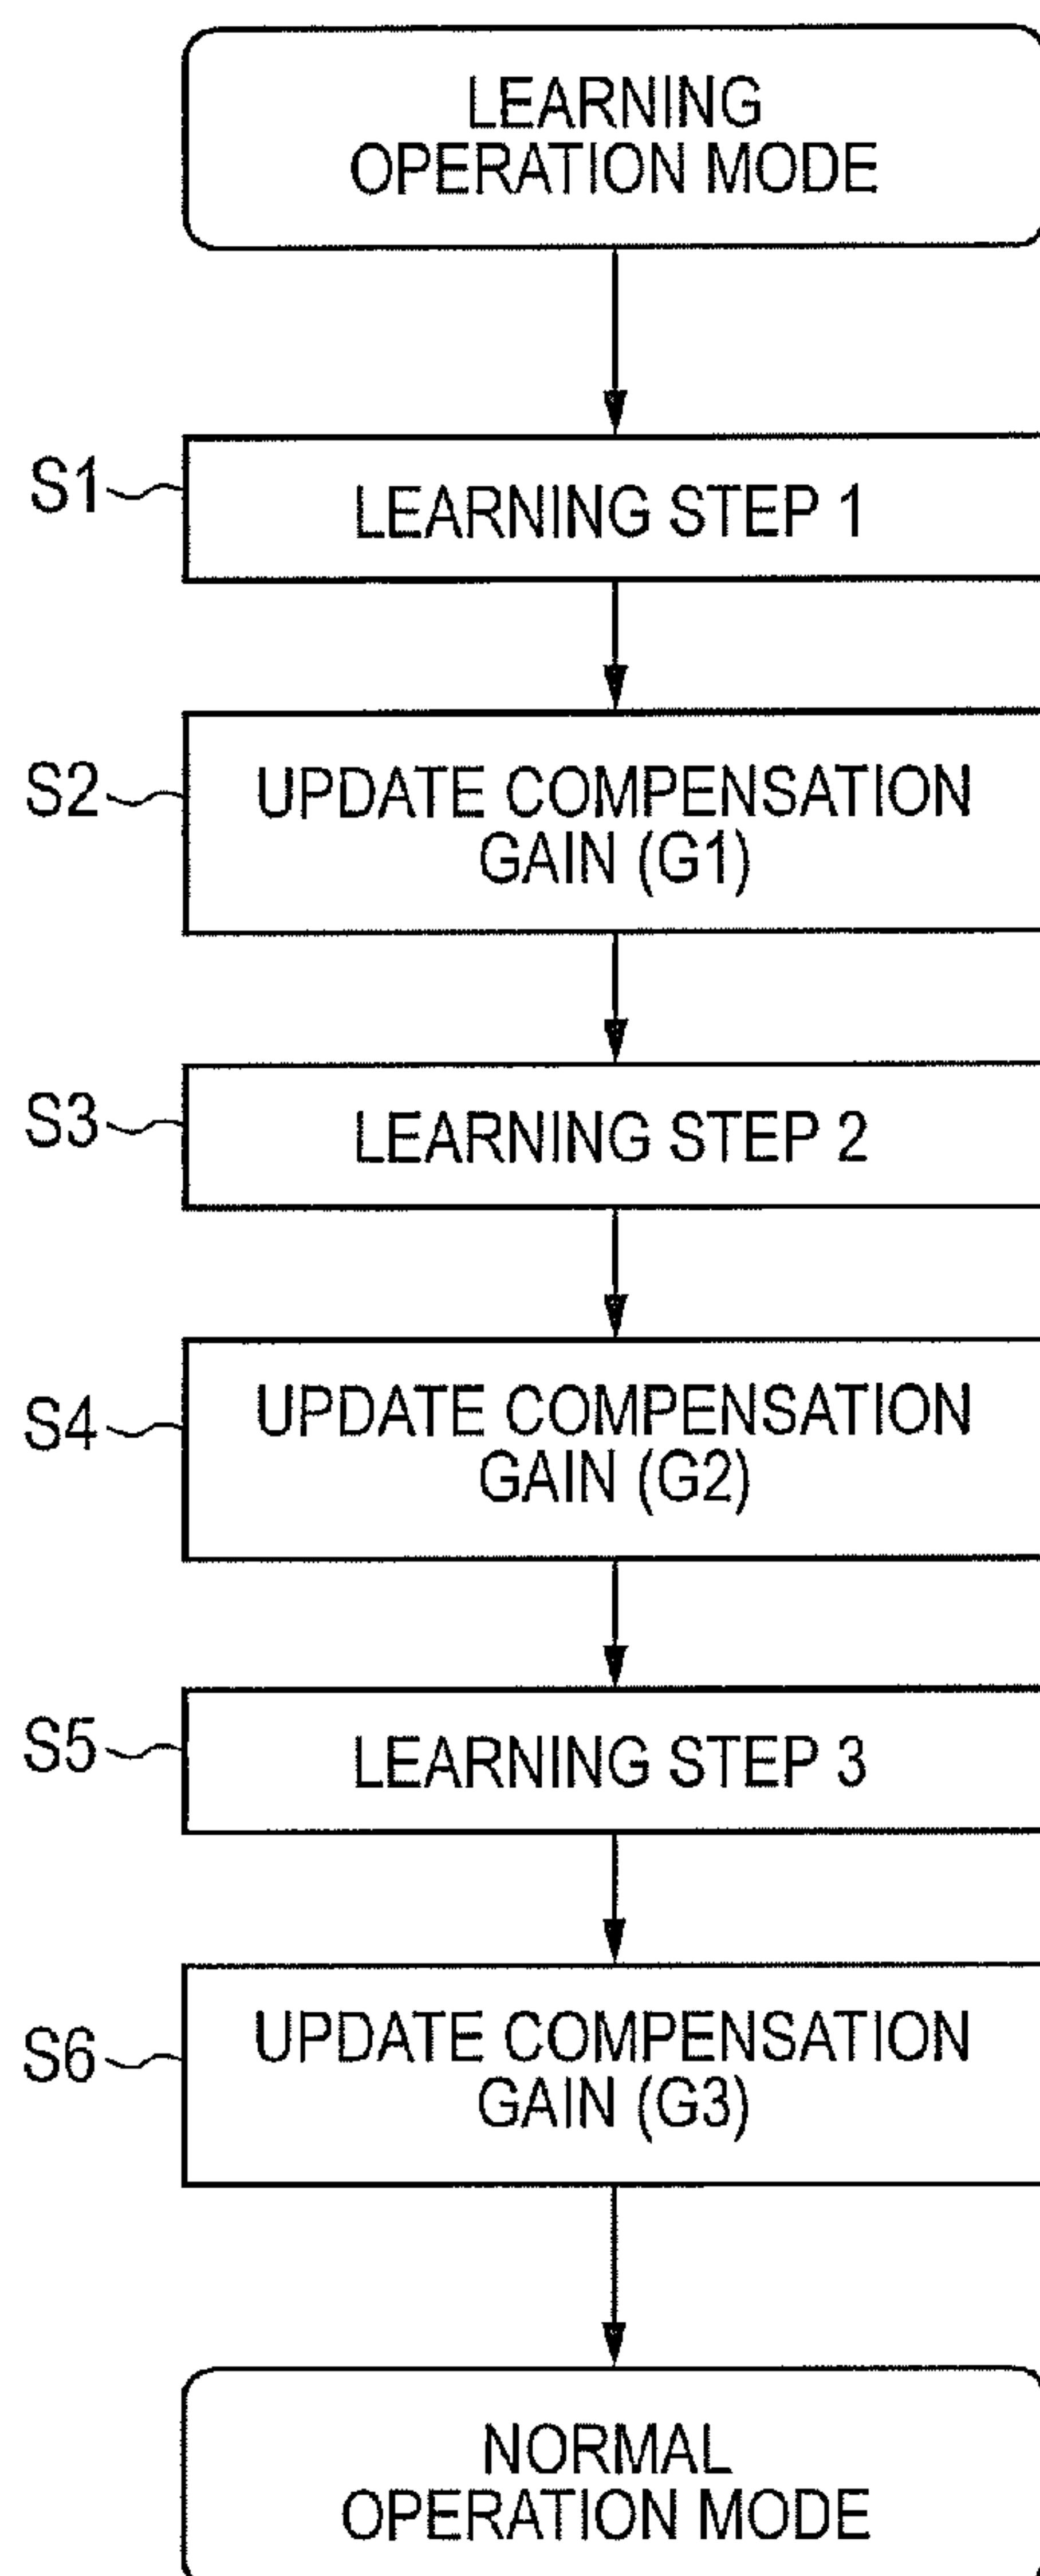 LEARNING
OPERATION MODE
S1
LEARNING STEP 1
S2
UPDATE COMPENSATION
GAIN (G1)
S3
LEARNING STEP 2
S4
UPDATE COMPENSATION
GAIN (G2)
S5
LEARNING STEP 3
S6
UPDATE COMPENSATION
GAIN (G3)
NORMAL
OPERATION MODE